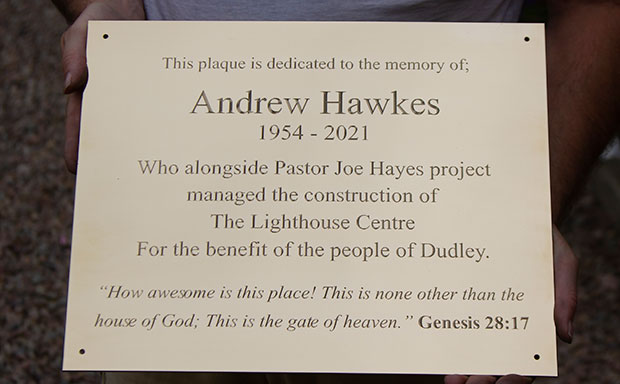 This plaque is dedicated to the memory of;
Andrew Hawkes
1954 - 2021
Who alongside Pastor Joe Hayes project
managed the construction of
The Lighthouse Centre
For the benefit of the people of Dudley.
“How awesome is this place! This is none other than the
house of God; This is the gate of heaven.” Genesis 28:17